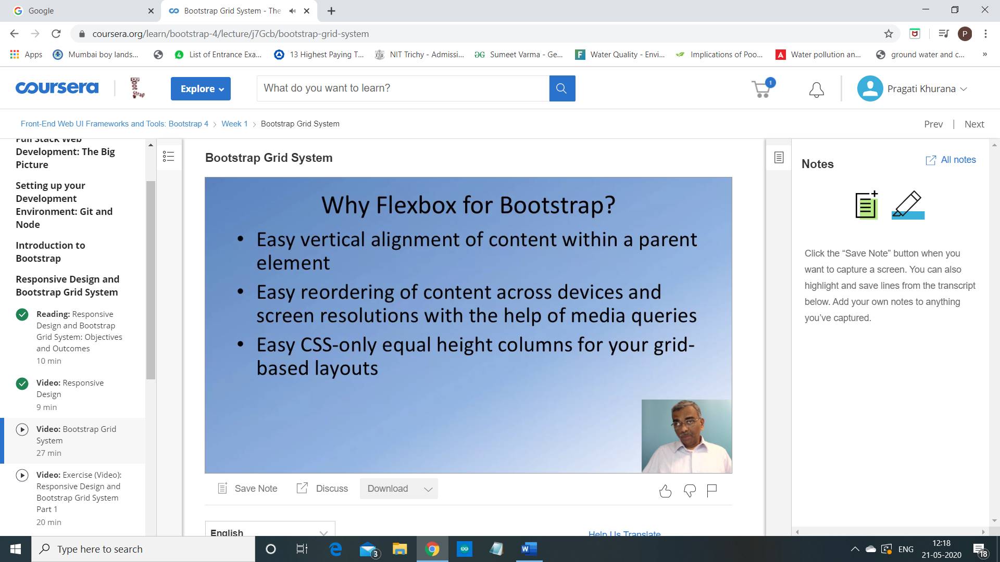 Google
Bootstrap Grid System - The
coursera.org/learn/bootstrap-4/lecture/j7Gcb/bootstrap-grid-system
P
Apps
Mumbai boy lands...
4
List of Entrance Exa...
13 Highest Paying T...
NIT Trichy - Admissi...
Sumeet Varma - Ge...
F
Water Quality - Envi...
Implications of Poo...
A
Water pollution an...
ground water and c...
»
coursera
Bootstrap
Explore
What do you want to learn?
1
Pragati Khurana
Front-End Web UI Frameworks and Tools: Bootstrap 4 > Week 1 > Bootstrap Grid System
Prev | Next
Full Stack Web
Development: The Big
Picture
Setting up your
Development
Environment: Git and
Node
Introduction to
Bootstrap
Responsive Design and
Bootstrap Grid System
Reading: Responsive
Design and Bootstrap
Grid System: Objectives
and Outcomes
10 min
Video: Responsive
Design
9 min
Video: Bootstrap Grid
System
27 min
Video: Exercise (Video):
Responsive Design and
Bootstrap Grid System
Part 1
20 min
Bootstrap Grid System
Why Flexbox for Bootstrap?
• Easy vertical alignment of content within a parent
element
• Easy reordering of content across devices and
screen resolutions with the help of media queries
• Easy CSS-only equal height columns for your grid-
based layouts
Save Note
Discuss
Download
English
Help Us Translate
Notes
All notes
Click the “Save Note” button when you
want to capture a screen. You can also
highlight and save lines from the transcript
below. Add your own notes to anything
you’ve captured.
Type here to search
3
W
ENG
12:18
21-05-2020
18